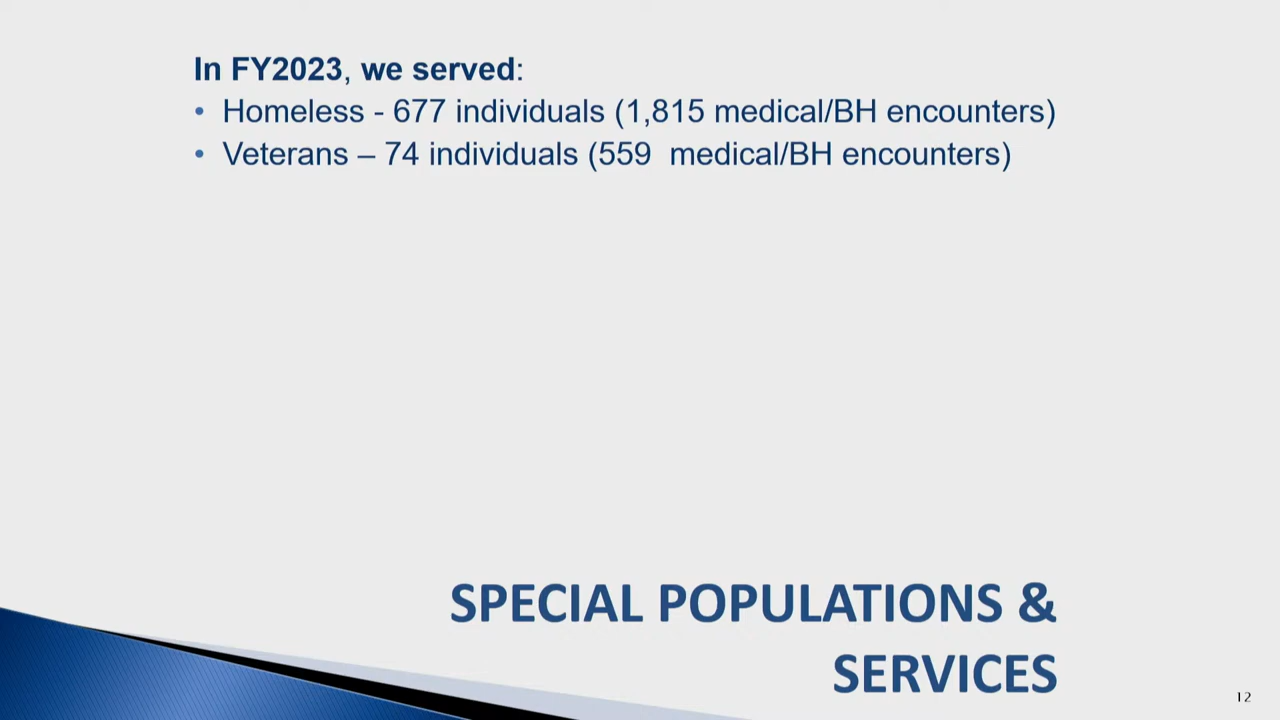 In FY2023, we served:
• Homeless - 677 individuals (1,815 medical/BH encounters)
• Veterans – 74 individuals (559  medical/BH encounters)
SPECIAL POPULATIONS &
SERVICES
12